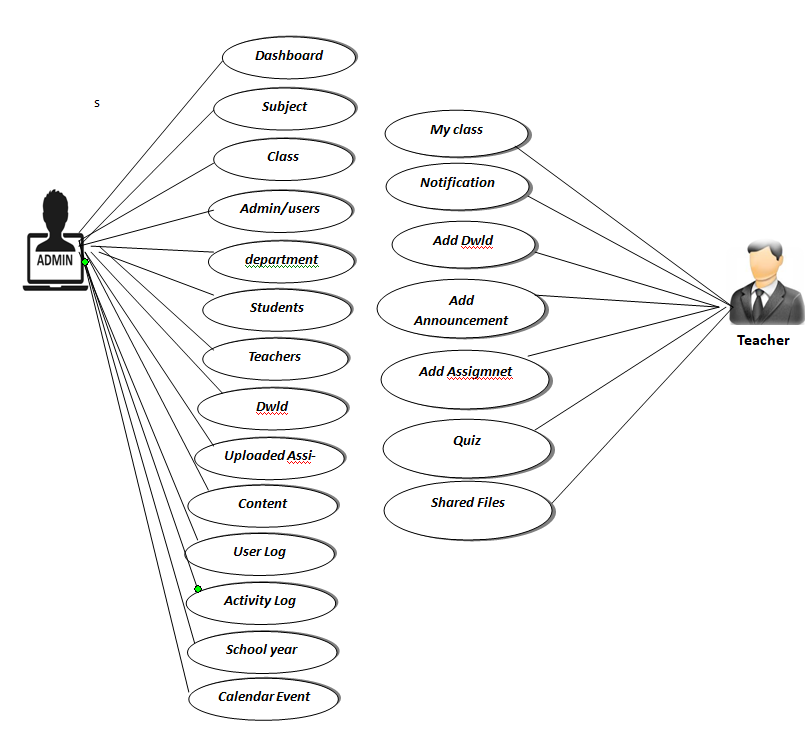 Dashboard
s
Subject
Class
Admin/users
ADMIN
department
Students
Teachers
Dwld
Uploaded Assi-
Content
User Log
Activity Log
School year
Calendar Event
My class
Notification
Add Dwld
Add
Announcement
Add Assigmnet
Quiz
Shared Files
Teacher